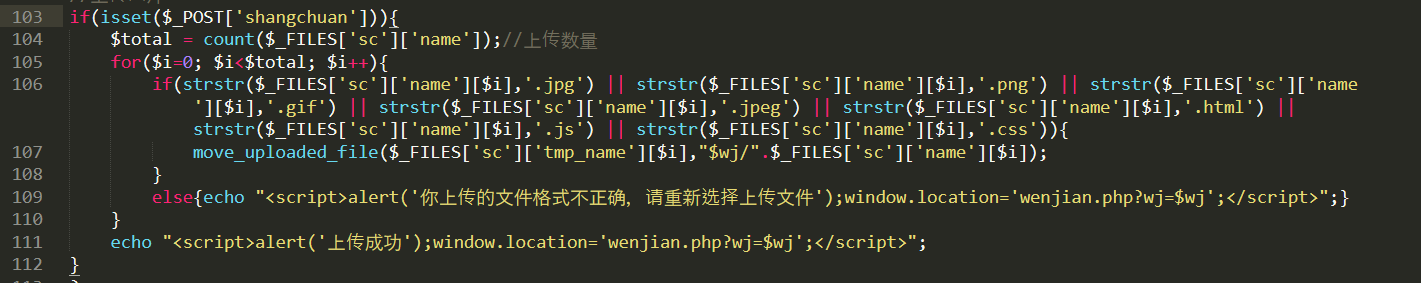 103 if(isset($_POST['shangchuan'])){
104 $total = count($_FILES['sc']['name']);//上传数量
105 for($i=0; $i<$total; $i++){
106 if(strstr($_FILES['sc']['name'][$i],'.jpg') || strstr($_FILES['sc']['name'][$i],'.png') || strstr($_FILES['sc']['name
'][$i],'.gif') || strstr($_FILES['sc']['name'][$i],'.jpeg') || strstr($_FILES['sc']['name'][$i],'.html') ||
strstr($_FILES['sc']['name'][$i],'.js') || strstr($_FILES['sc']['name'][$i],'.css')){
107 move_uploaded_file($_FILES['sc']['tmp_name'][$i],"$wj/".$_FILES['sc']['name'][$i]);
108 }
109 else{echo "<script>alert('你上传的文件格式不正确，请重新选择上传文件');window.location='wenjian.php?wj=$wj';</script>";}
110 }
111 echo "<script>alert('上传成功');window.location='wenjian.php?wj=$wj';</script>";
112 }